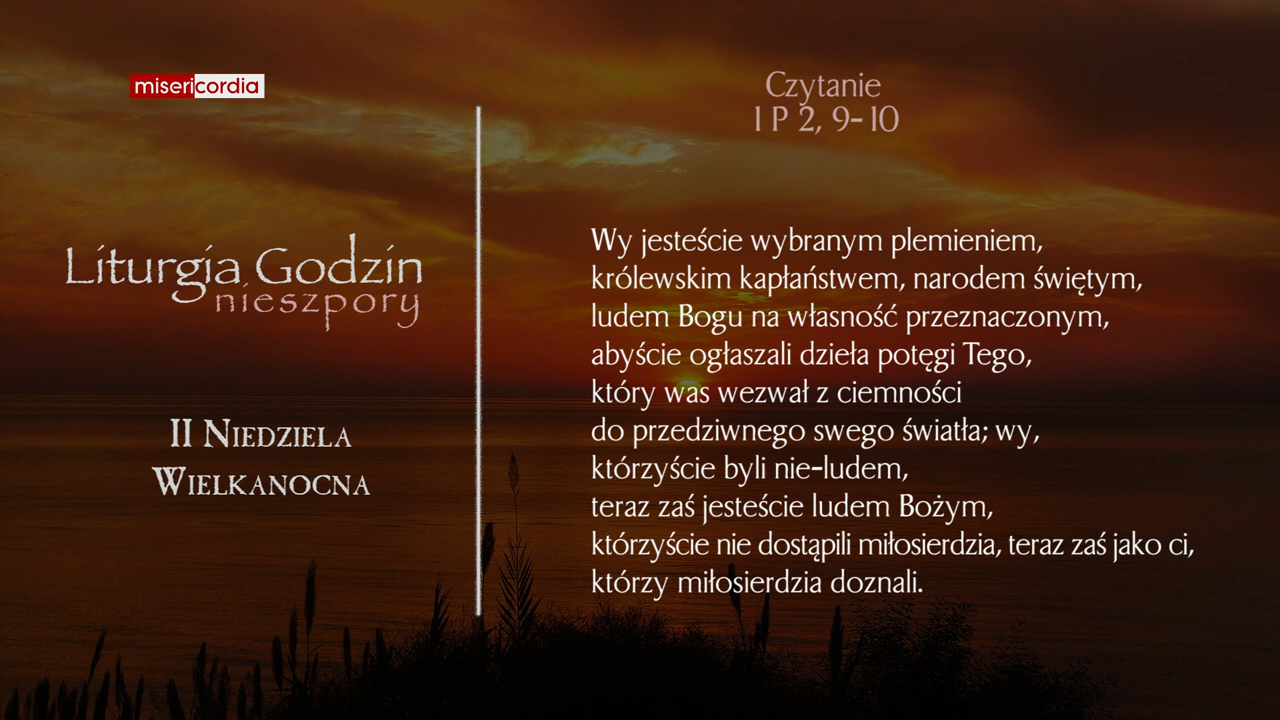 misericordia
Liturgia Godzin
nieszpory
II Niedziela
Wielkanocna
Czytanie
1 P 2, 9-10
Wy jesteście wybranym plemieniem,
królewskim kapłaństwem, narodem świętym,
ludem Bogu na własność przeznaczonym,
abyście ogłaszali dzieła potęgi Tego,
który was wezwał z ciemności
do przedziwnego swego światła; wy,
którzyście byli nie-ludem,
teraz zaś jesteście ludem Bożym,
którzyście nie dostąpili miłosierdzia, teraz zaś jako ci,
którzy miłosierdzia doznali.